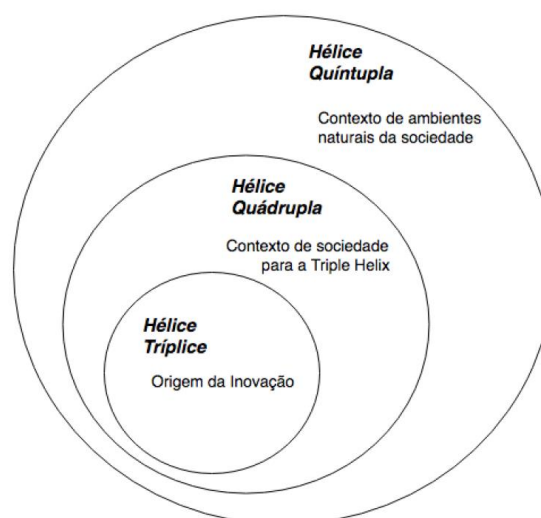 Hélice
Quíntupla
Contexto de ambientes
naturais da sociedade
Hélice
Quádrupla
Contexto de sociedade
para a Triple Helix
Hélice
Tríplice
Origem da Inovação